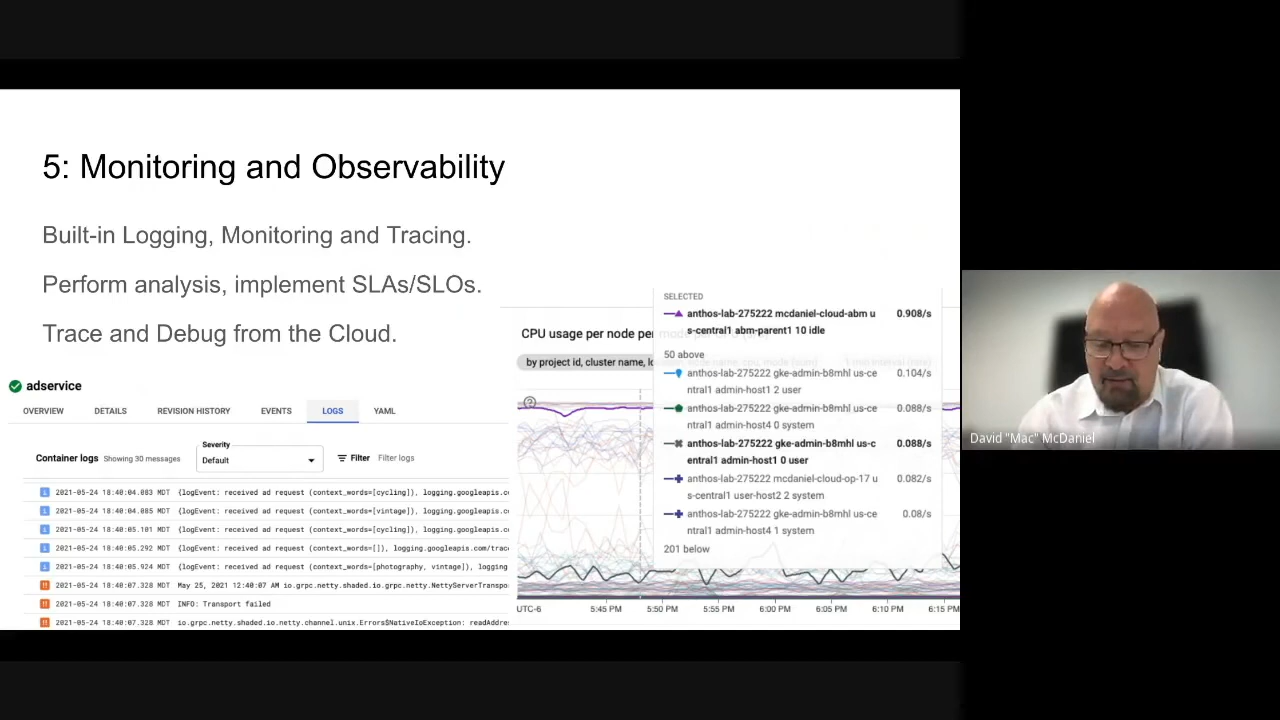 5: Monitoring and Observability
Built-in Logging, Monitoring and Tracing.
Perform analysis, implement SLAs/SLOs.
Trace and Debug from the Cloud.
adservice
OVERVIEW DETAILS REVISION HISTORY EVENTS LOGS YAML
Container logs Showing 30 messages
Severity
Default
Filter Filter logs
2021-05-24 18:40:04.083 MDT {logEvent: received ad request (context_words=[cycling]), logging.googleapis.c
2021-05-24 18:40:04.085 MDT {logEvent: received ad request (context_words=[vintage]), logging.googleapis.c
2021-05-24 18:40:05.101 MDT {logEvent: received ad request (context_words=[cycling]), logging.googleapis.c
2021-05-24 18:40:05.292 MDT {logEvent: received ad request (context_words=[]), logging.googleapis.com/trac
2021-05-24 18:40:05.924 MDT {logEvent: received ad request (context_words=[photography, vintage]), logging
2021-05-24 18:40:07.328 MDT May 25, 2021 12:40:07 AM io.grpc.netty.shaded.io.grpc.netty.NettyServerTranspo
2021-05-24 18:40:07.328 MDT INFO: Transport failed
2021-05-24 18:40:07.328 MDT io.grpc.netty.shaded.io.netty.channel.unix.Errors$NativeIoException: readAddre
CPU usage per node per
by project id, cluster name, lo
SELECTED
anthos-lab-275222 mcdaniel-cloud-abm u 0.908/s
s-central1 abm-parent1 10 idle
50 above
anthos-lab-275222 gke-admin-b8mhl us-ce 0.104/s
ntral1 admin-host1 2 user
anthos-lab-275222 gke-admin-b8mhl us-ce 0.088/s
ntral1 admin-host4 0 system
anthos-lab-275222 gke-admin-b8mhl us-c 0.088/s
entral1 admin-host1 0 user
anthos-lab-275222 mcdaniel-cloud-op-17 u 0.082/s
s-central1 user-host2 2 system
anthos-lab-275222 gke-admin-b8mhl us-ce 0.08/s
ntral1 admin-host4 1 system
201 below
UTC-6 5:45 PM 5:50 PM 5:55 PM 6:00 PM 6:05 PM 6:10 PM 6:15 PM
David "Mac" McDaniel